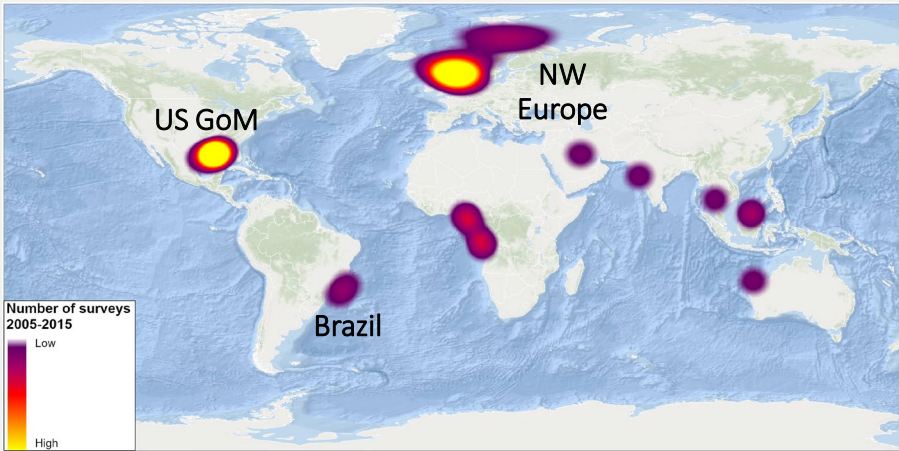 NW
Europe
US GoM
Brazil
Number of surveys
2005-2015
Low
High